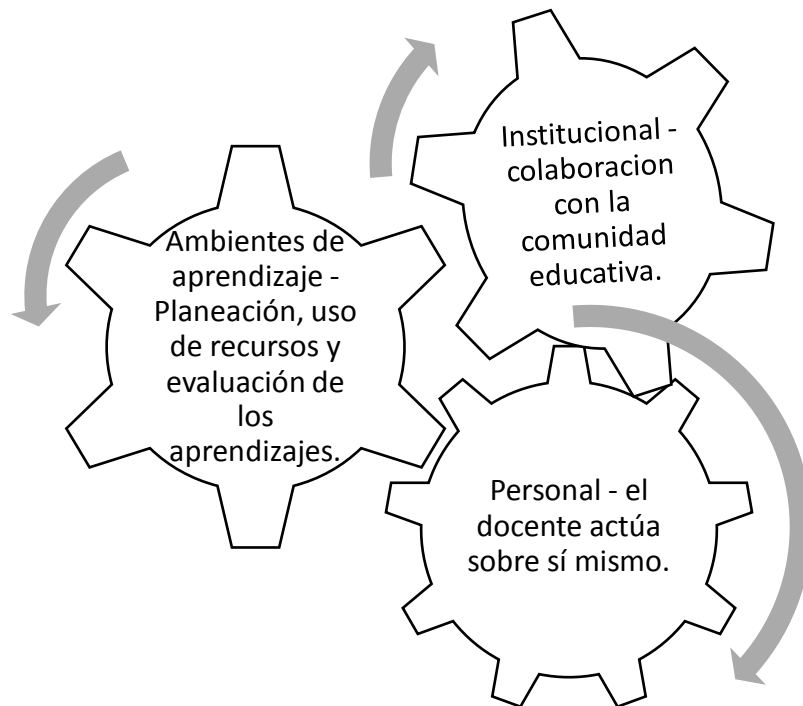 Institucional -
colaboracion
con la
comunidad
educativa.
Ambientes de
aprendizaje -
Planeación, uso
de recursos y
evaluación de
los
aprendizajes.
Personal - el
docente actúa
sobre sí mismo.